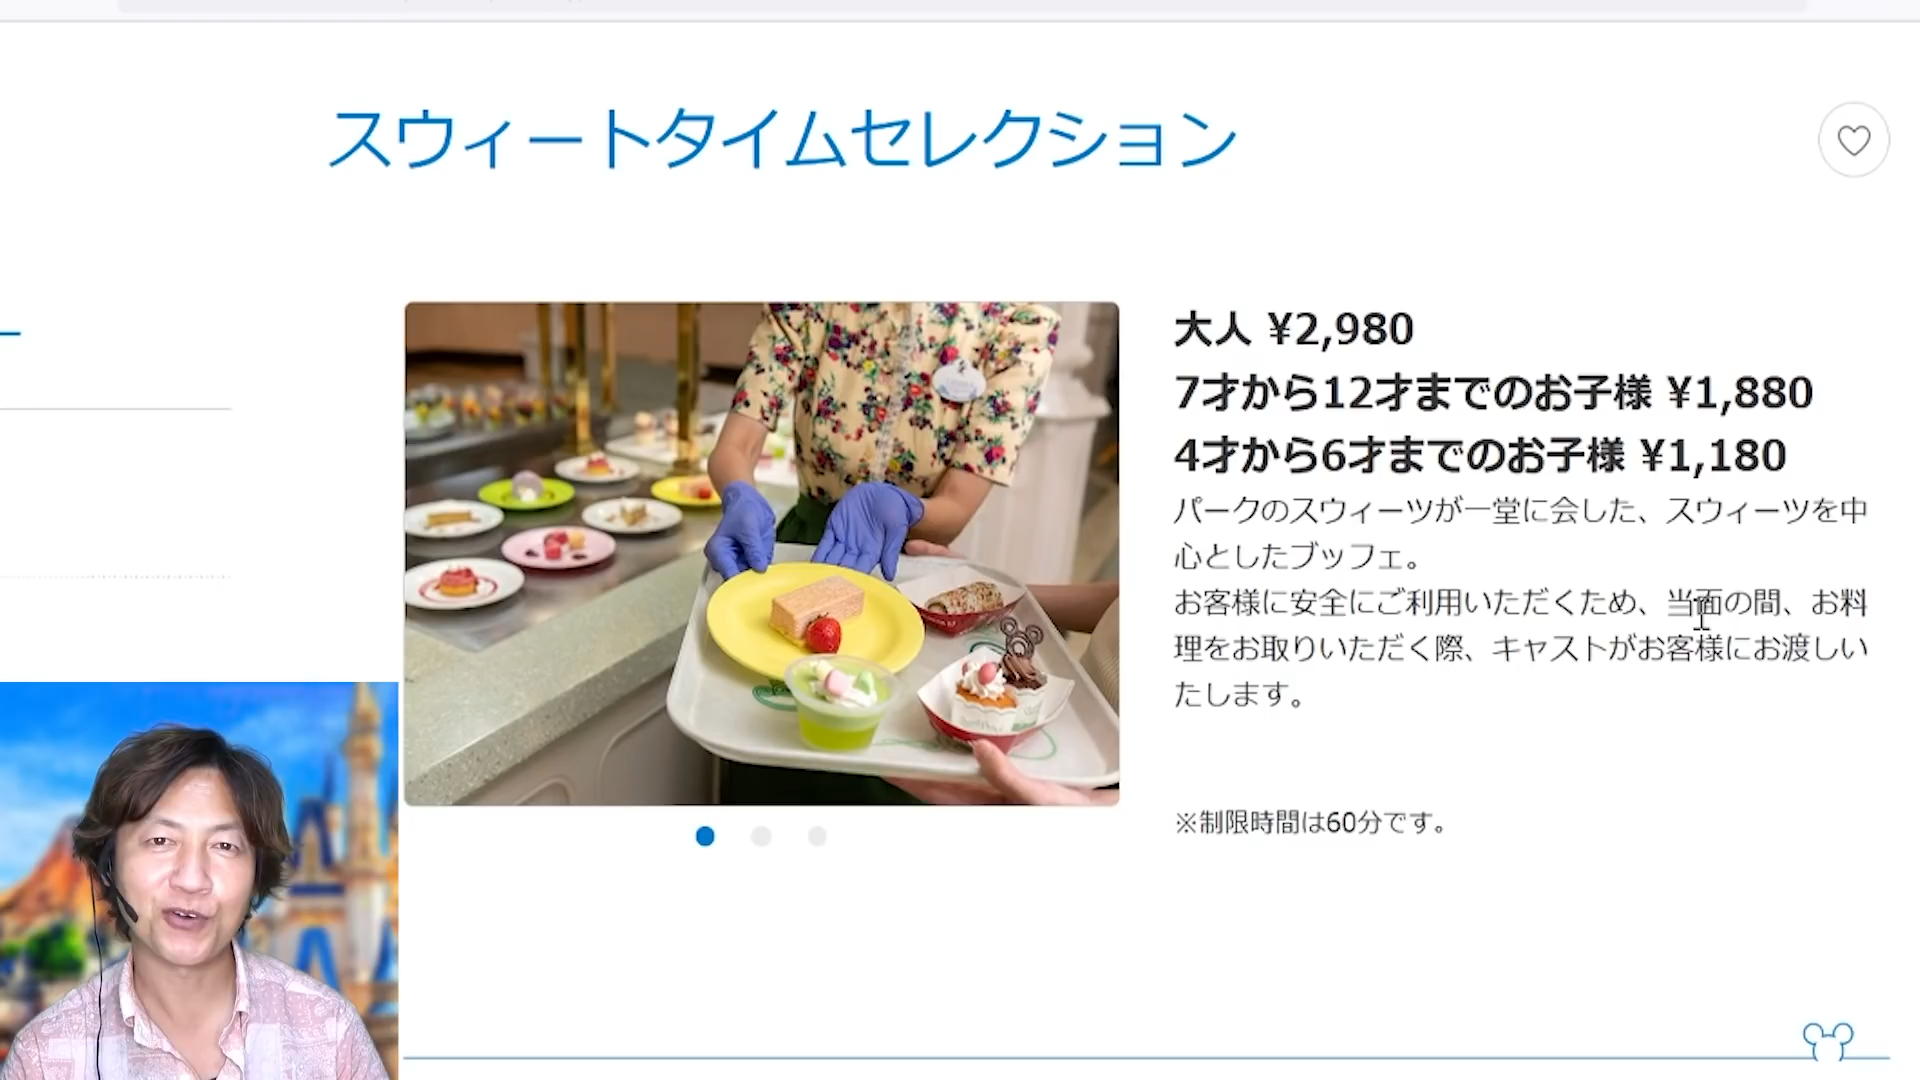 スウィートタイムセレクション
大人 ¥2,980
7才から12才までのお子様 ¥1,880
4才から6才までのお子様 ¥1,180
パークのスウィーツが一堂に会した、スウィーツを中
心としたブッフェ。
お客様に安全にご利用いただくため、当面の間、お料
理をお取りいただく際、キャストがお客様にお渡しい
たします。
※制限時間は60分です。